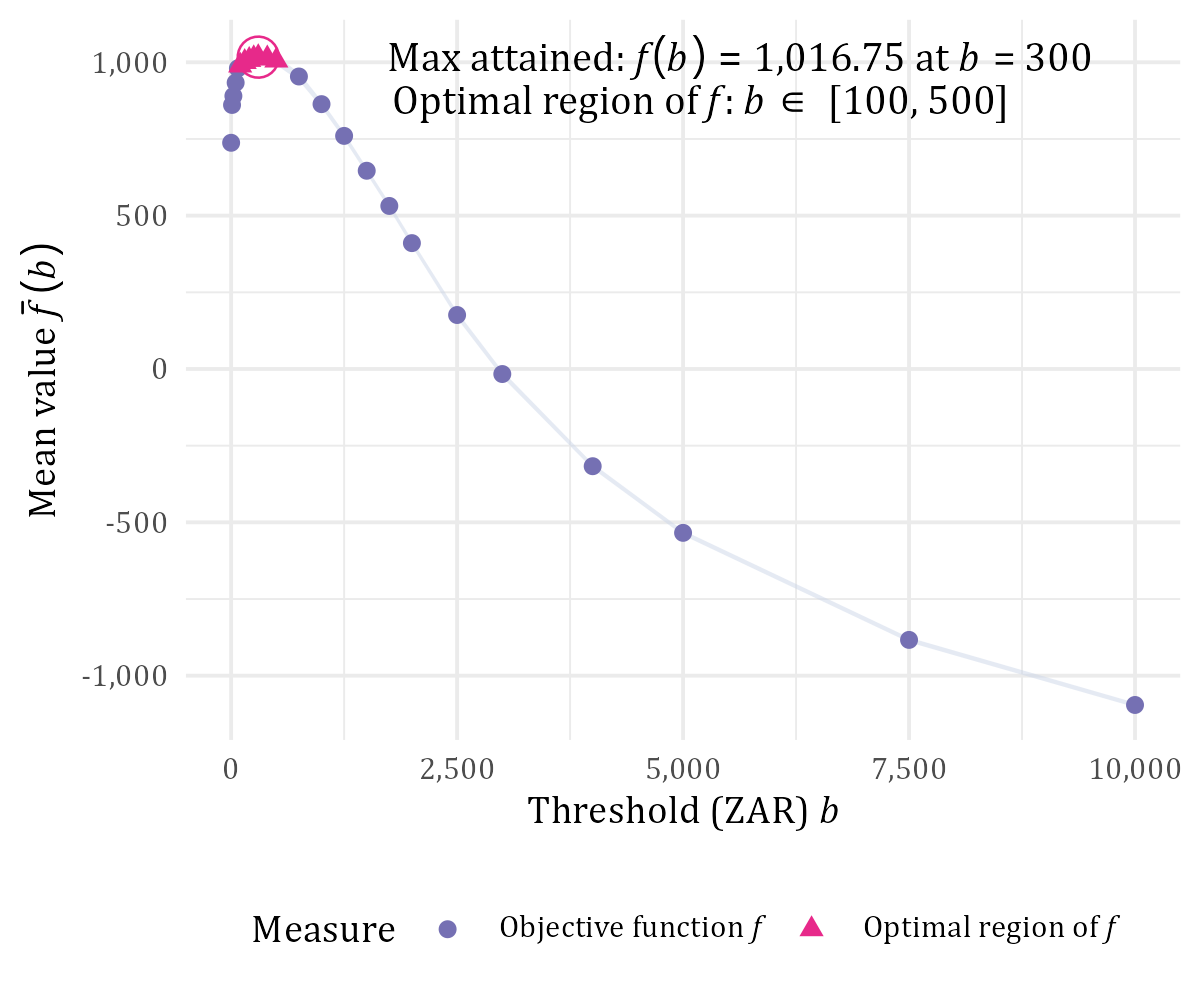 Max attained: f(b) = 1,016.75 at b = 300
Optimal region of f: b ∈ [100, 500]
1,000
500
0
-500
-1,000
Mean value f̄ (b)
0 2,500 5,000 7,500 10,000
Threshold (ZAR) b
Measure Objective function f Optimal region of f